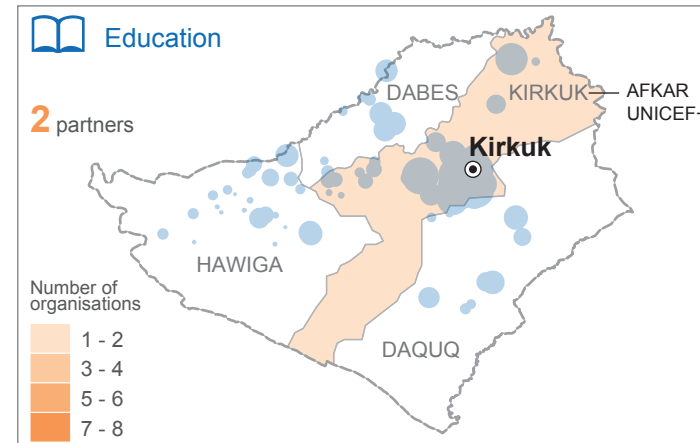 Education
2 partners
DABES
KIRKUK
AFKAR
UNICEF-
Kirkuk
HAWIGA
DAQUQ
Number of
organisations
1 - 2
3 - 4
5 - 6
7 - 8